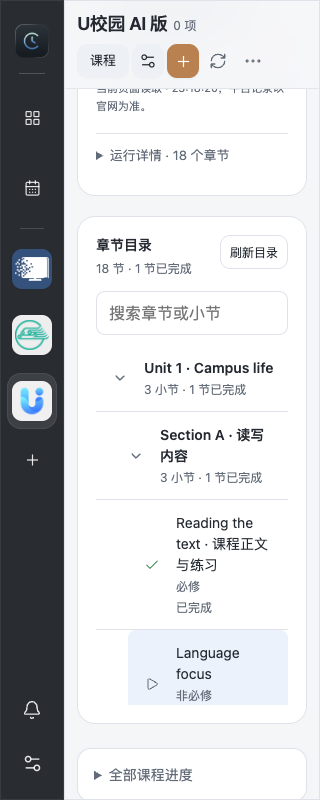 U校园 AI 版 0 项
课程
官网为准。
运行详情 · 18 个章节
章节目录
刷新目录
18 节 · 1 节已完成
搜索章节或小节
Unit 1 · Campus life
3 小节 · 1 节已完成
Section A · 读写
内容
3 小节 · 1 节已完成
Reading the
text · 课程正文
与练习
必修
已完成
Language
focus
非必修
全部课程进度